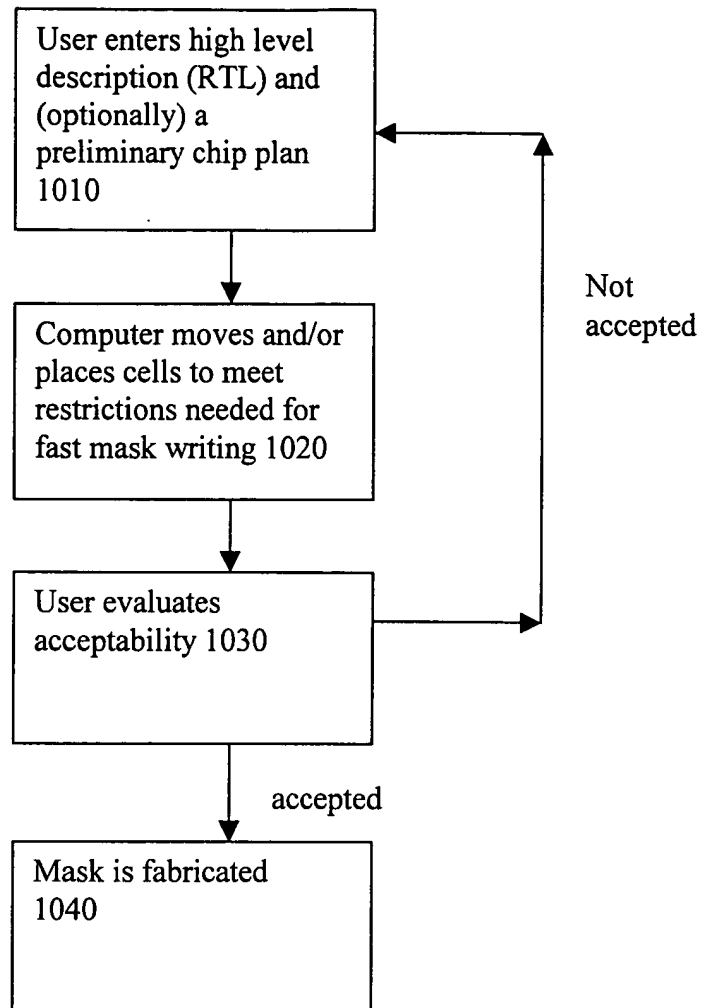 User enters high level
description (RTL) and
(optionally) a
preliminary chip plan
1010
Not
accepted
Computer moves and/or
places cells to meet
restrictions needed for
fast mask writing 1020
User evaluates
acceptability 1030
accepted
Mask is fabricated
1040